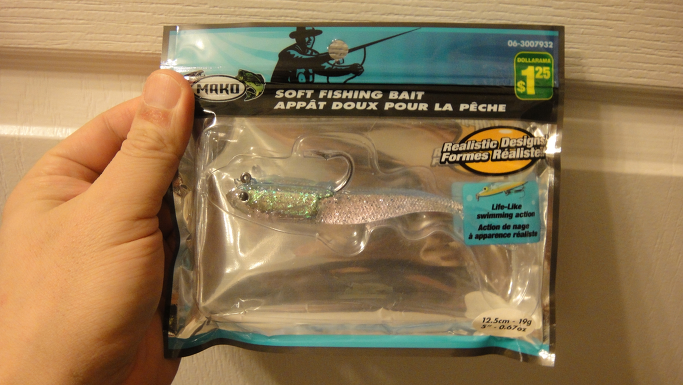 06-3007932
DOLLARAMA
$1.25
MAKO
SOFT FISHING BAIT
APPÂT DOUX POUR LA PÊCHE
Realistic Designs
Formes Réalistes
Life-Like
swimming action
Action de nage
à apparence réaliste
12.5cm - 19g
5" - 0.67oz